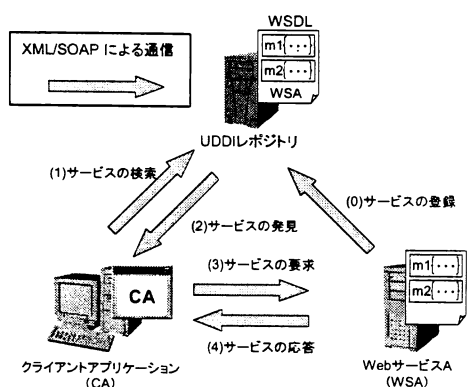 XML/SOAP による通信
WSDL
m1{･･･}
m2{･･･}
WSA
UDDIレポジトリ
(1)サービスの検索
(2)サービスの発見
(0)サービスの登録
(3)サービスの要求
(4)サービスの応答
CA
クライアントアプリケーション
(CA)
m1{･･･}
m2{･･･}
WebサービスA
(WSA)